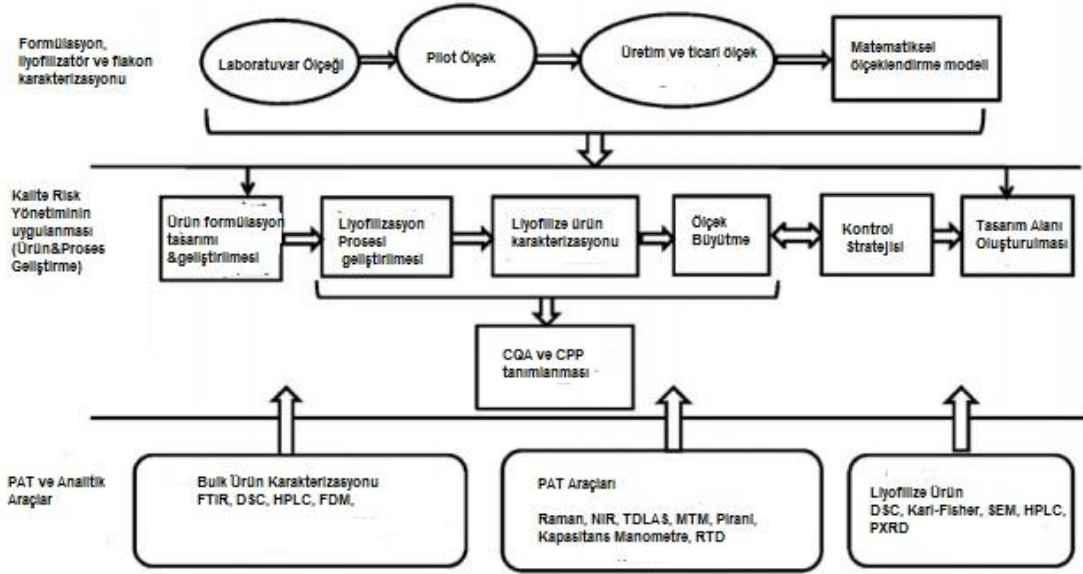 Formülasyon,
liyofilizatör ve flakon
karakterizasyonu
Laboratuvar Ölçeği
Pilot Ölçek
Üretim ve ticari ölçek
Matematiksel
ölçeklendirme modeli
Kalite Risk
Yönetiminin
uygulanması
(Ürün&Proses
Geliştirme)
Ürün formülasyon
tasarımı
&geliştirilmesi
Liyofilizasyon
Prosesi
geliştirilmesi
Liyofilize ürün
karakterizasyonu
Ölçek
Büyütme
Kontrol
Stratejisi
Tasarım Alanı
Oluşturulması
CQA ve CPP
tanımlanması
PAT ve Analitik
Araçlar
Bulk Ürün Karakterizasyonu
FTIR, DSC, HPLC, FDM,
PAT Araçları
Raman, NIR, TDLAS, MTM, Pirani,
Kapasitans Manometre, RTD
Liyofilize Ürün
DSC, Karl-Fisher, SEM, HPLC,
PXRD